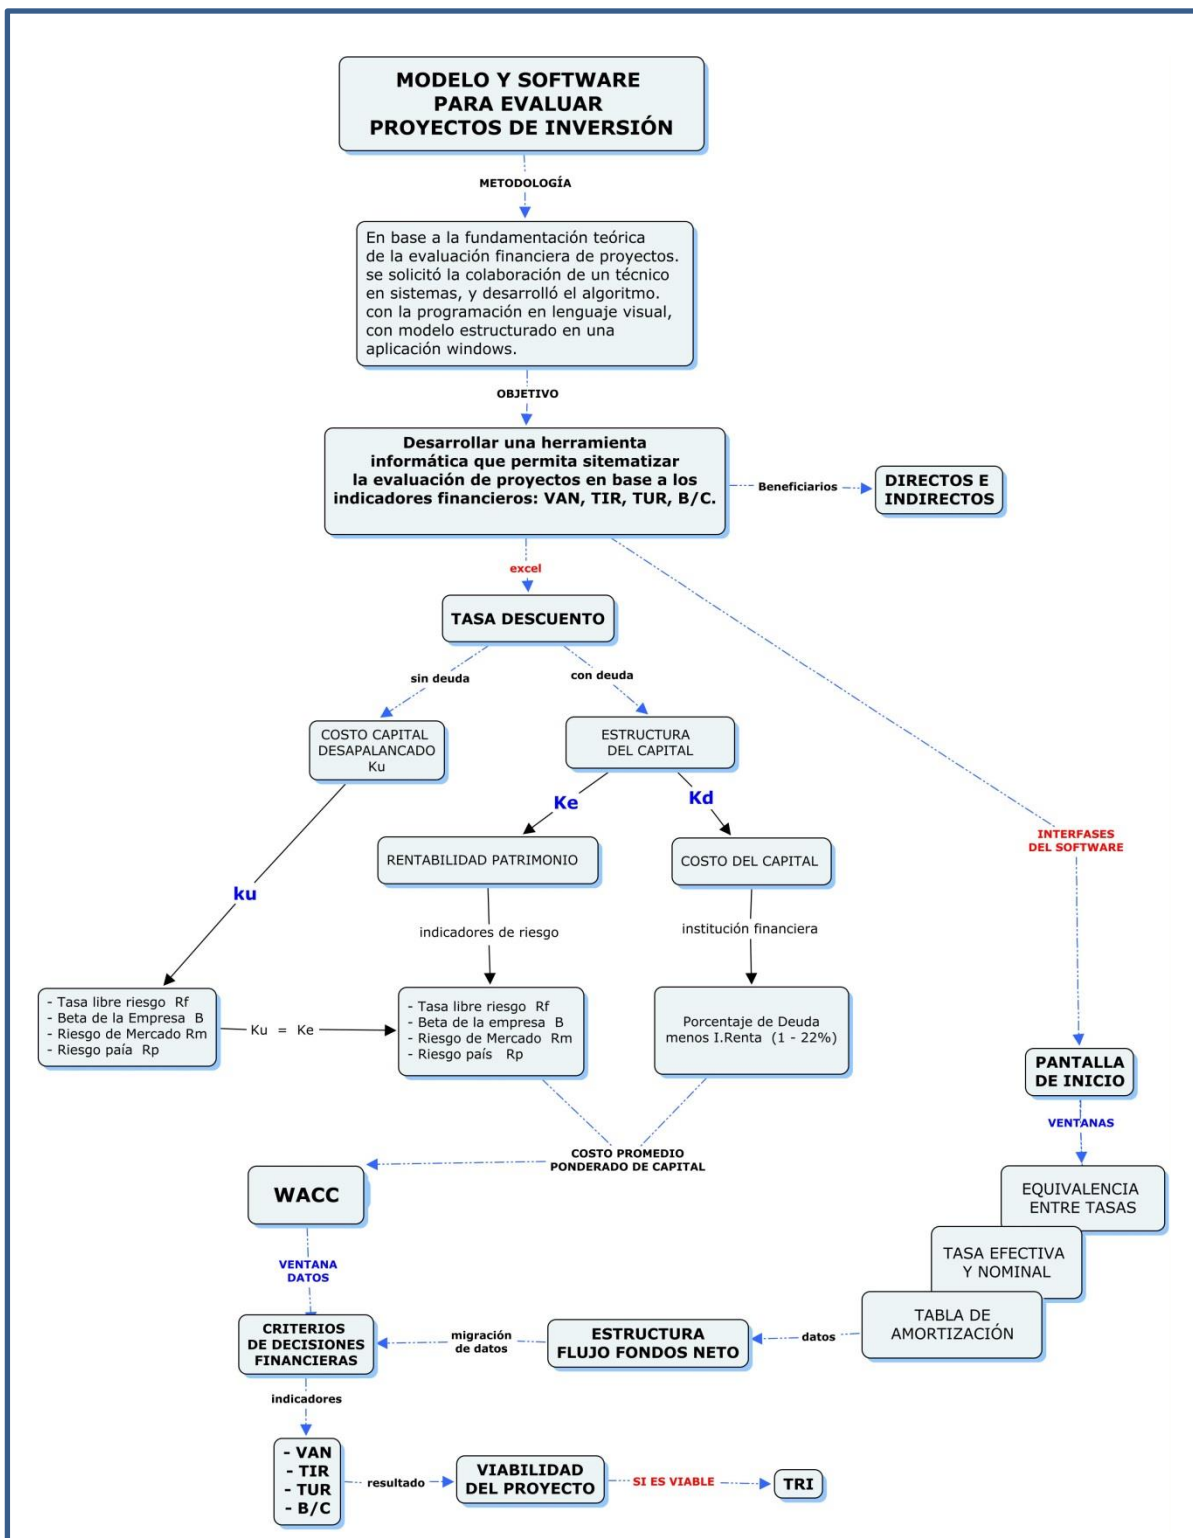 MODELO Y SOFTWARE
PARA EVALUAR
PROYECTOS DE INVERSIÓN
METODOLOGÍA
En base a la fundamentación teórica
de la evaluación financiera de proyectos.
se solicitó la colaboración de un técnico
en sistemas, y desarrolló el algoritmo.
con la programación en lenguaje visual,
con modelo estructurado en una
aplicación windows.
OBJETIVO
Desarrollar una herramienta
informática que permita sitematizar
la evaluación de proyectos en base a los
indicadores financieros: VAN, TIR, TUR, B/C.
Beneficiarios
DIRECTOS E
INDIRECTOS
excel
TASA DESCUENTO
sin deuda
con deuda
COSTO CAPITAL
DESAPALANCADO
Ku
ESTRUCTURA
DEL CAPITAL
Ke
Kd
RENTABILIDAD PATRIMONIO
COSTO DEL CAPITAL
INTERFASES
DEL SOFTWARE
ku
indicadores de riesgo
institución financiera
- Tasa libre riesgo Rf
- Beta de la Empresa B
- Riesgo de Mercado Rm
- Riesgo paía Rp
Ku = Ke
- Tasa libre riesgo Rf
- Beta de la empresa B
- Riesgo de Mercado Rm
- Riesgo país Rp
Porcentaje de Deuda
menos I.Renta (1 - 22%)
PANTALLA
DE INICIO
VENTANAS
COSTO PROMEDIO
PONDERADO DE CAPITAL
WACC
EQUIVALENCIA
ENTRE TASAS
TASA EFECTIVA
Y NOMINAL
TABLA DE
AMORTIZACIÓN
VENTANA
DATOS
CRITERIOS
DE DECISIONES
FINANCIERAS
migración
de datos
ESTRUCTURA
FLUJO FONDOS NETO
datos
indicadores
- VAN
- TIR
- TUR
- B/C
resultado
VIABILIDAD
DEL PROYECTO
SI ES VIABLE
TRI